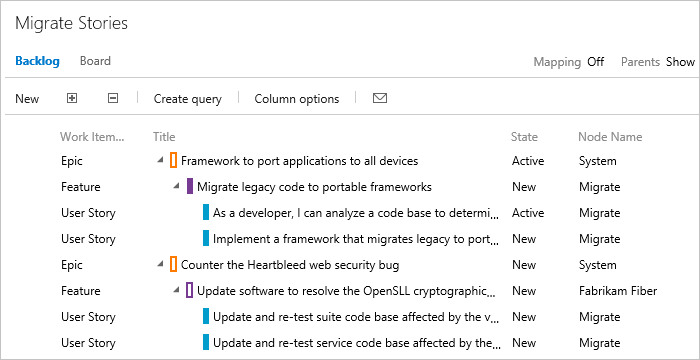 Migrate Stories
Backlog Board Mapping Off Parents Show
New Create query Column options
Work Item... Title State Node Name
Epic Framework to port applications to all devices Active System
Feature Migrate legacy code to portable frameworks New Migrate
User Story As a developer, I can analyze a code base to determi... Active Migrate
User Story Implement a framework that migrates legacy to port... New Migrate
Epic Counter the Heartbleed web security bug New System
Feature Update software to resolve the OpenSLL cryptographic... New Fabrikam Fiber
User Story Update and re-test suite code base affected by the v... New Migrate
User Story Update and re-test service code base affected by the... New Migrate